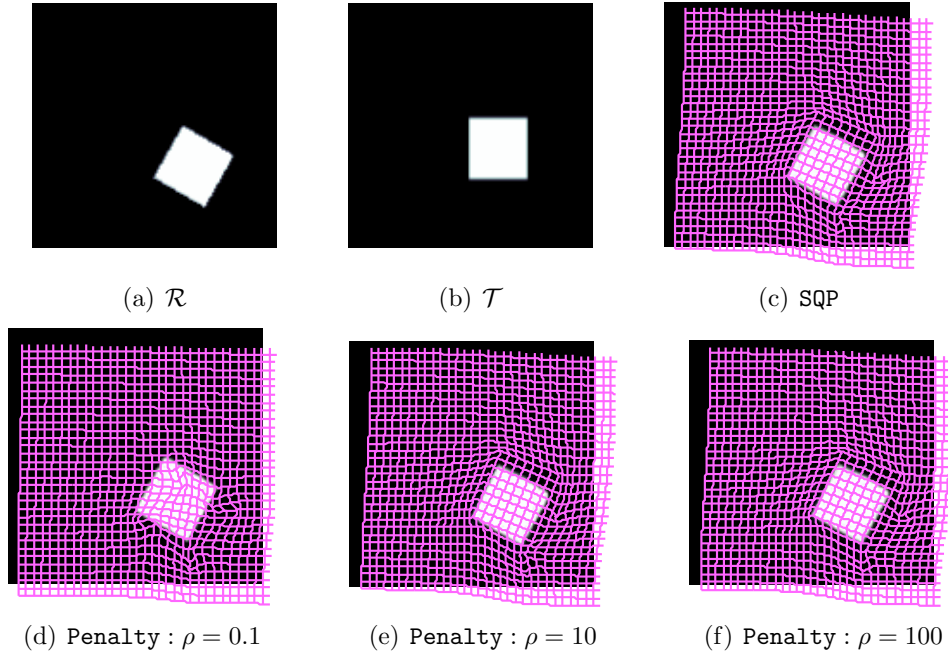 (a) ℛ
(b) 𝒯
(c) SQP
(d) Penalty : ρ = 0.1
(e) Penalty : ρ = 10
(f) Penalty : ρ = 100